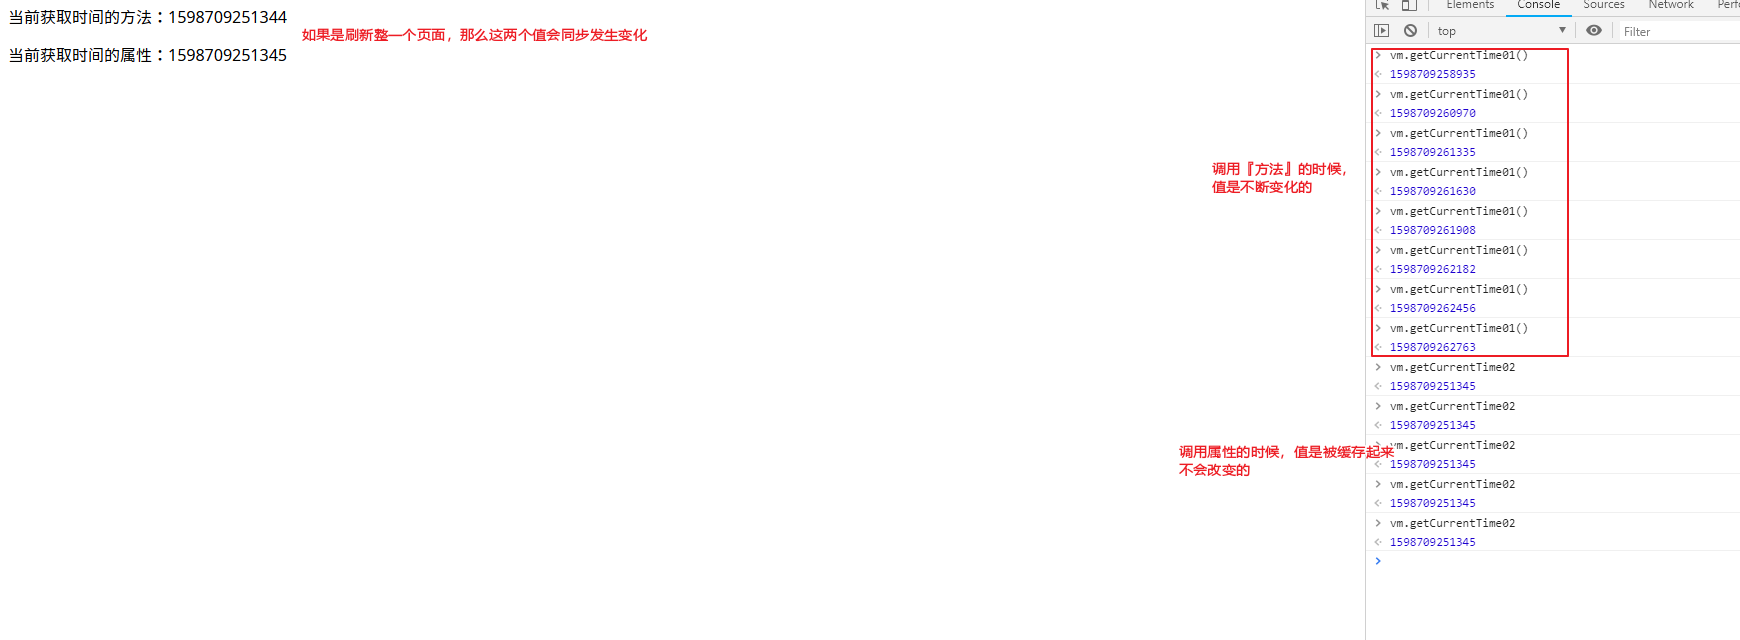 当前获取时间的方法：1598709251344
如果是刷新整一个页面，那么这两个值会同步发生变化
当前获取时间的属性：1598709251345
调用『方法』的时候，
值是不断变化的
调用属性的时候，值是被缓存起来
不会改变的
Elements Console Sources Network Perf
top Filter
vm.getCurrentTime01()
1598709258935
vm.getCurrentTime01()
1598709260970
vm.getCurrentTime01()
1598709261335
vm.getCurrentTime01()
1598709261630
vm.getCurrentTime01()
1598709261908
vm.getCurrentTime01()
1598709262182
vm.getCurrentTime01()
1598709262456
vm.getCurrentTime01()
1598709262763
vm.getCurrentTime02
1598709251345
vm.getCurrentTime02
1598709251345
vm.getCurrentTime02
1598709251345
vm.getCurrentTime02
1598709251345
vm.getCurrentTime02
1598709251345